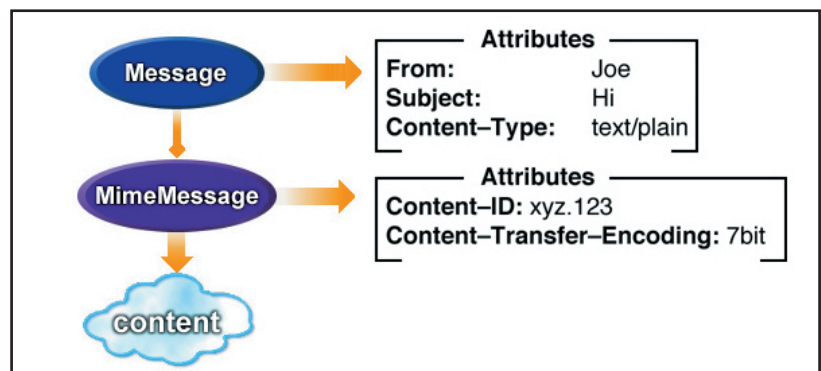 Message
Attributes
From: Joe
Subject: Hi
Content–Type: text/plain
MimeMessage
Attributes
Content–ID: xyz.123
Content–Transfer–Encoding: 7bit
content